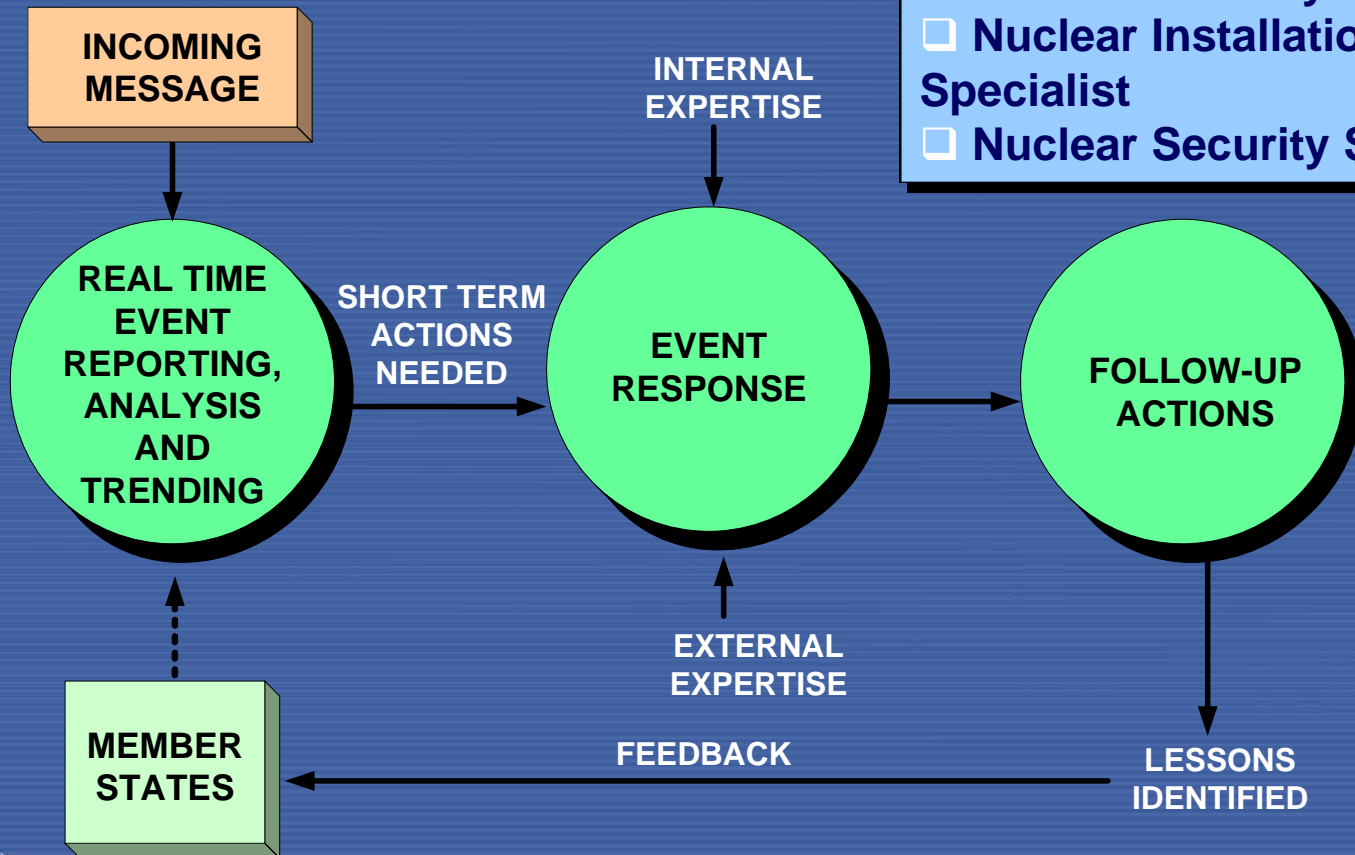 INCOMING
MESSAGE
INTERNAL
EXPERTISE
Nuclear
Specialist
Nuclear Security
REAL TIME
EVENT
REPORTING,
ANALYSIS
AND
TRENDING
SHORT TERM
ACTIONS
NEEDED
EVENT
RESPONSE
FOLLOW-UP
ACTIONS
EXTERNAL
EXPERTISE
MEMBER
STATES
FEEDBACK
LESSONS
IDENTIFIED